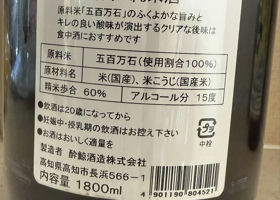 原料米「五百万石」のふくよかな旨みと
キレの良い酸味が演出するクリアな後味は
食中酒におすすめです。
原料米 五百万石(使用割合100%)
原材料 米(国産)、米こうじ(国産米)
精米歩合 60% アルコール分 15度
●飲酒は20歳になってから
●妊娠中・授乳期の飲酒はお控え下さい
●お酒はおいしく適量を
製造者 酔鯨酒造株式会社
高知県高知市長浜566-1
内容量 1800ml
中栓
4 901190 804521